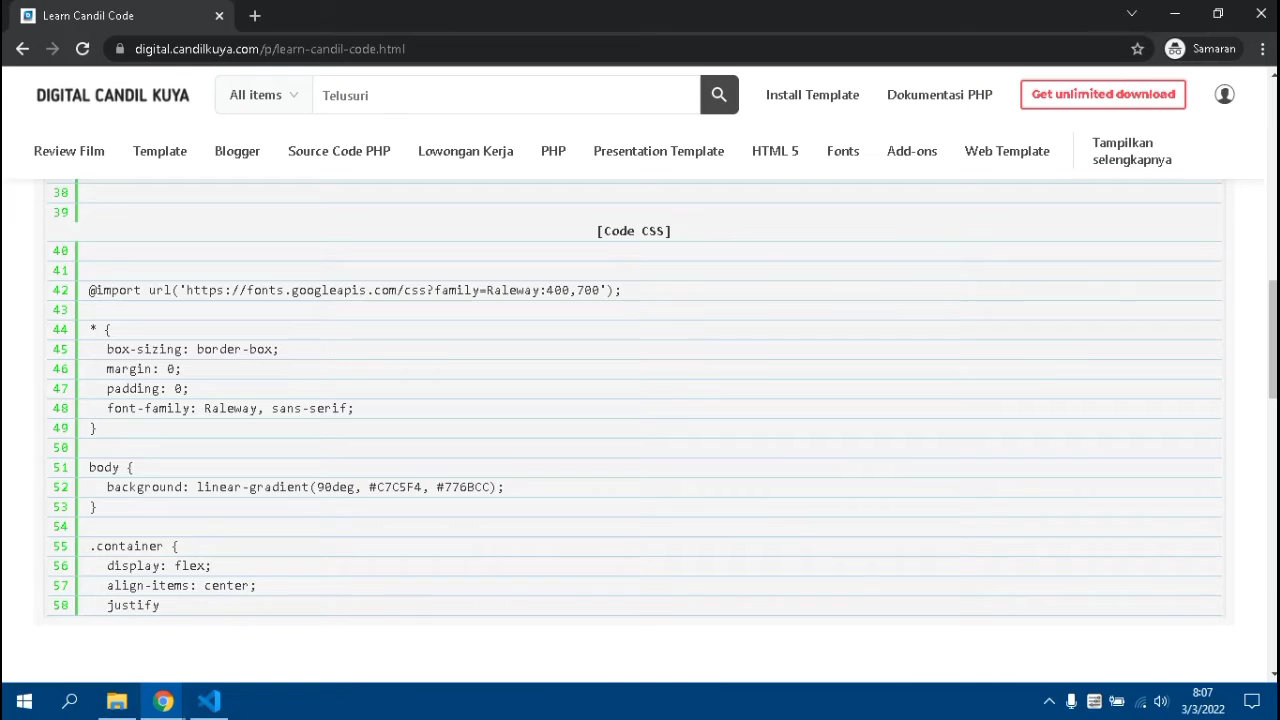 Learn Candil Code
digital.candilkuya.com/p/learn-candil-code.html
Samaran
DIGITAL CANDIL KUYA
All items
Telusuri
Install Template
Dokumentasi PHP
Get unlimited download
Review Film
Template
Blogger
Source Code PHP
Lowongan Kerja
PHP
Presentation Template
HTML 5
Fonts
Add-ons
Web Template
Tampilkan
selengkapnya
38
39
[Code CSS]
40
41
42 @import url('https://fonts.googleapis.com/css?family=Raleway:400,700');
43
44 * {
45 box-sizing: border-box;
46 margin: 0;
47 padding: 0;
48 font-family: Raleway, sans-serif;
49 }
50
51 body {
52 background: linear-gradient(90deg, #C7C5F4, #776BCC);
53 }
54
55 .container {
56 display: flex;
57 align-items: center;
58 justify
8:07
3/3/2022